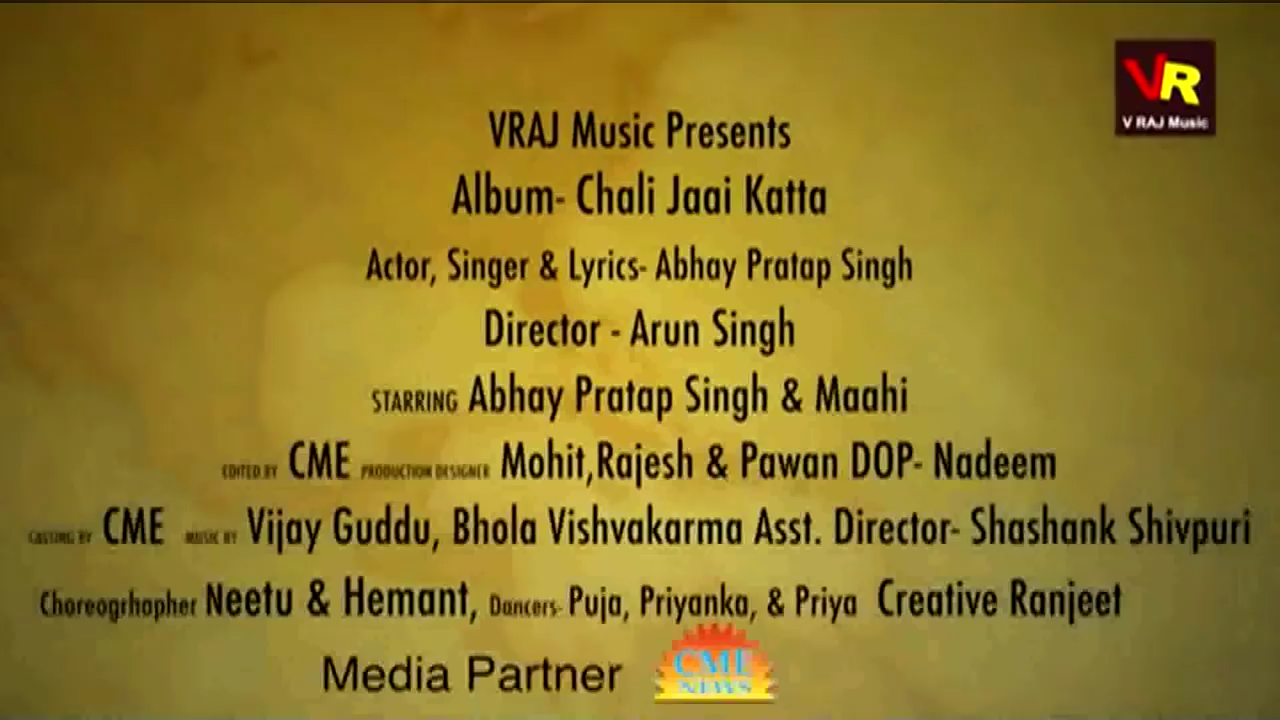 VR
V RAJ Music
VRAJ Music Presents
Album- Chali Jaai Katta
Actor, Singer & Lyrics- Abhay Pratap Singh
Director - Arun Singh
STARRING Abhay Pratap Singh & Maahi
EDITED BY CME PRODUCTION DESIGNER Mohit,Rajesh & Pawan DOP- Nadeem
CASTING BY CME MUSIC BY Vijay Guddu, Bhola Vishvakarma Asst. Director- Shashank Shivpuri
Choreogrhapher Neetu & Hemant, Dancers- Puja, Priyanka, & Priya Creative Ranjeet
Media Partner CME
NEWS